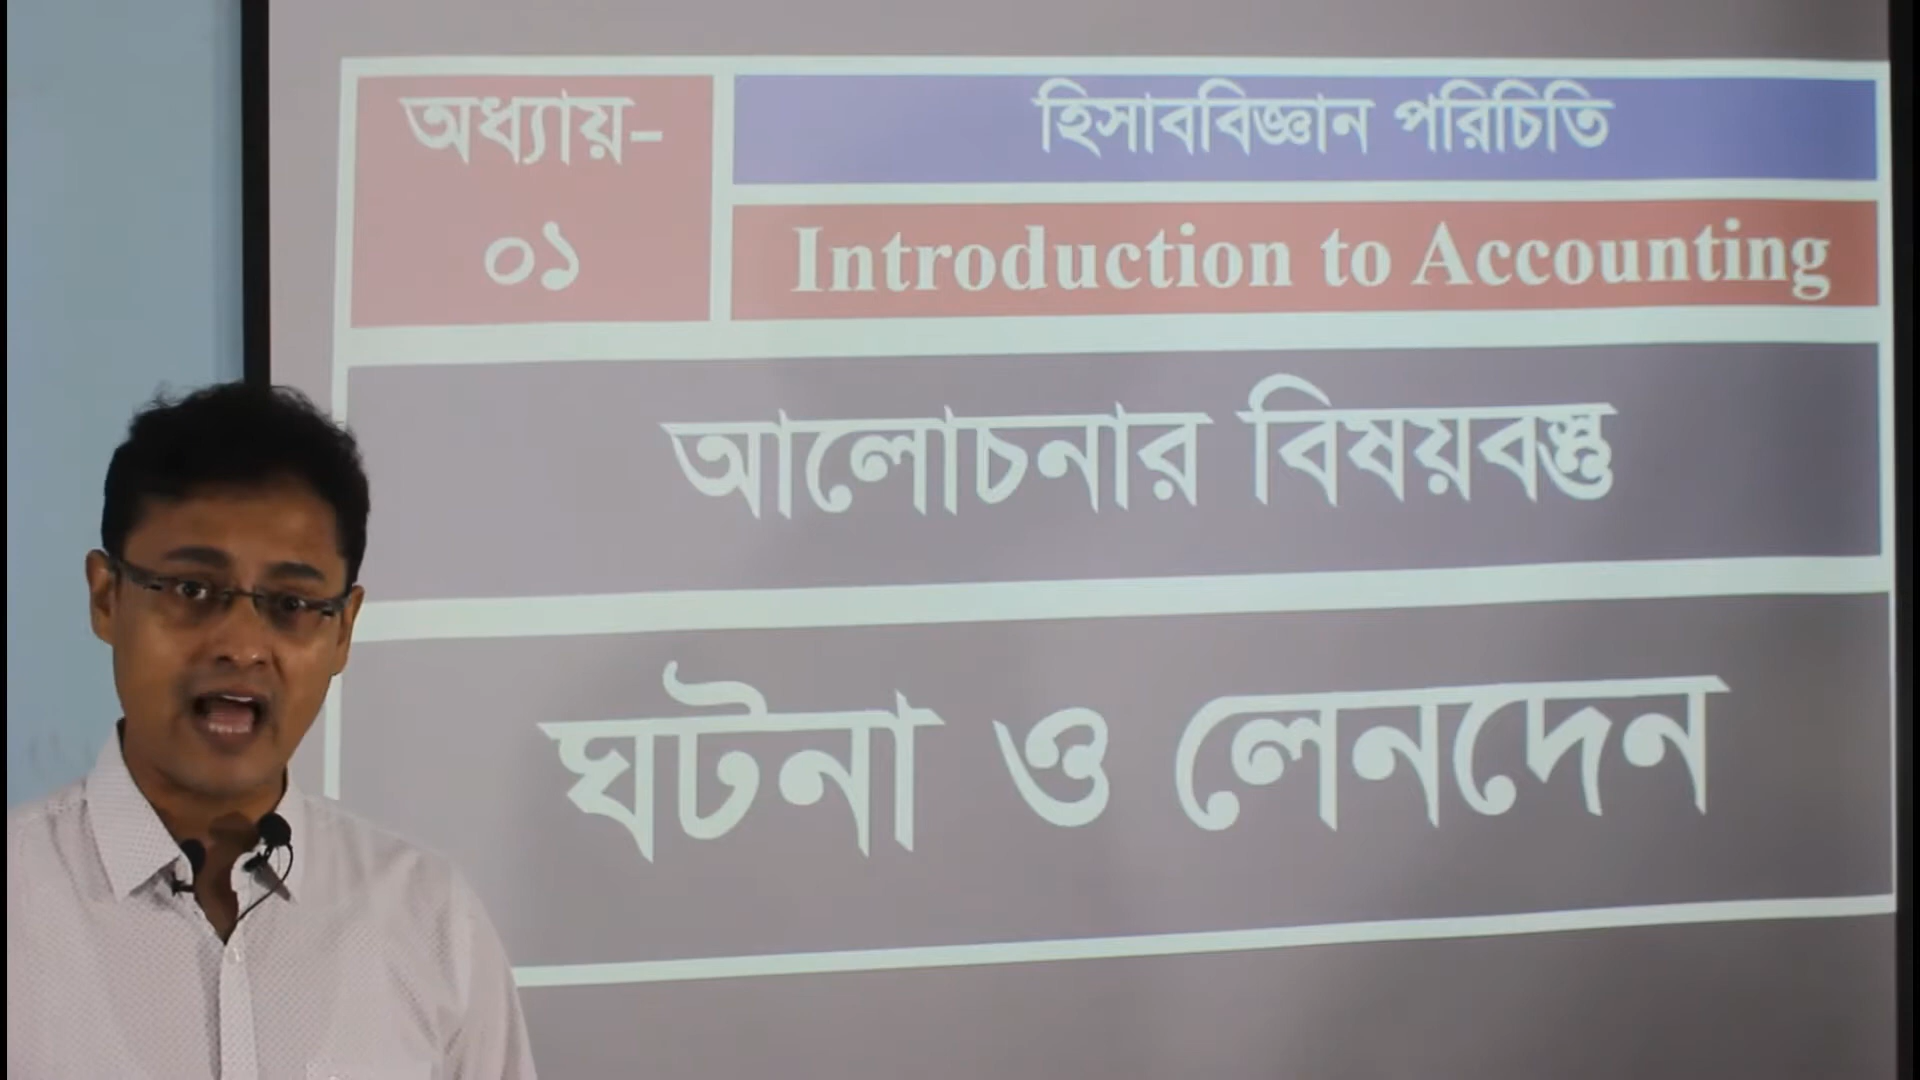 অধ্যায়-
০১
হিসাববিজ্ঞান পরিচিতি
Introduction to Accounting
আলোচনার বিষয়বস্তু
ঘটনা ও লেনদেন